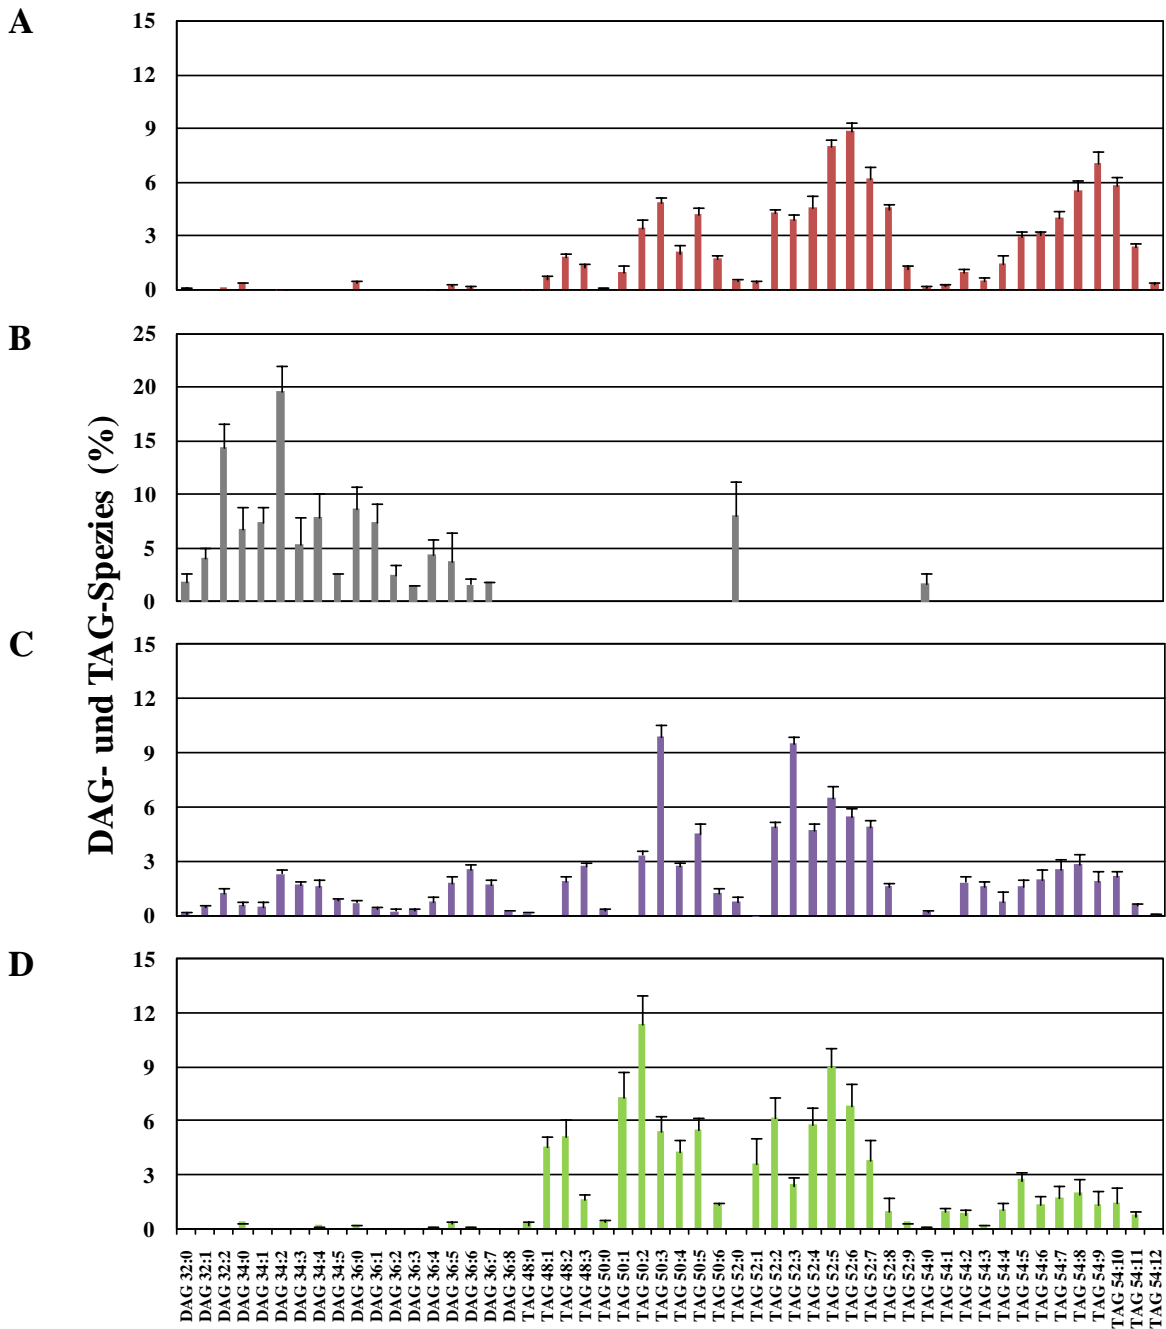 A
15
12
9
6
3
0
B
25
20
15
10
5
0
DAG- und TAG-Spezies (%)
C
15
12
9
6
3
0
D
15
12
9
6
3
0
DAG 32:0
DAG 32:1
DAG 32:2
DAG 34:0
DAG 34:1
DAG 34:2
DAG 34:3
DAG 34:4
DAG 34:5
DAG 36:0
DAG 36:1
DAG 36:2
DAG 36:3
DAG 36:4
DAG 36:5
DAG 36:6
DAG 36:7
DAG 36:8
TAG 48:0
TAG 48:1
TAG 48:2
TAG 48:3
TAG 50:0
TAG 50:1
TAG 50:2
TAG 50:3
TAG 50:4
TAG 50:5
TAG 50:6
TAG 52:0
TAG 52:1
TAG 52:2
TAG 52:3
TAG 52:4
TAG 52:5
TAG 52:6
TAG 52:7
TAG 52:8
TAG 52:9
TAG 54:0
TAG 54:1
TAG 54:2
TAG 54:3
TAG 54:4
TAG 54:5
TAG 54:6
TAG 54:7
TAG 54:8
TAG 54:9
TAG 54:10
TAG 54:11
TAG 54:12